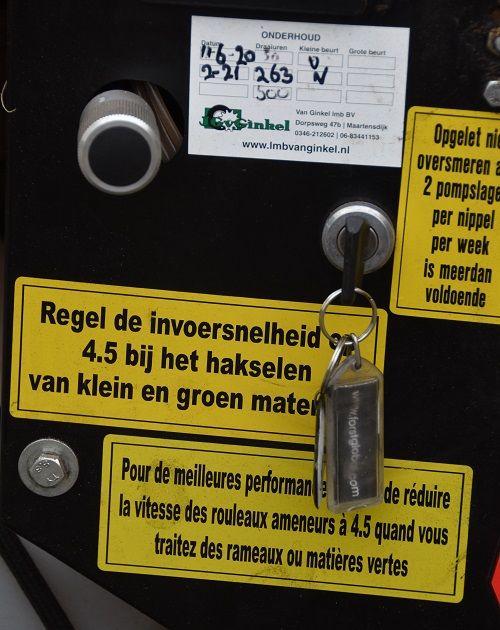 ONDERHOUD
Datum Draaiuren Kleine beurt Grote beurt
11-6-20 V
2-21 263 V
500
Ginkel
Van Ginkel lmb BV
Dorpsweg 47b | Maartensdijk
0346-212602 | 06-83441153
www.lmbvanginkel.nl
Opgelet nie
oversmeren a
2 pompslage
per nippel
per week
is meerdan
voldoende
Regel de invoersnelheid
4.5 bij het hakselen
van klein en groen mater
Pour de meilleures performan de réduire
la vitesse des rouleaux ameneurs à 4.5 quand vous
traitez des rameaux ou matières vertes